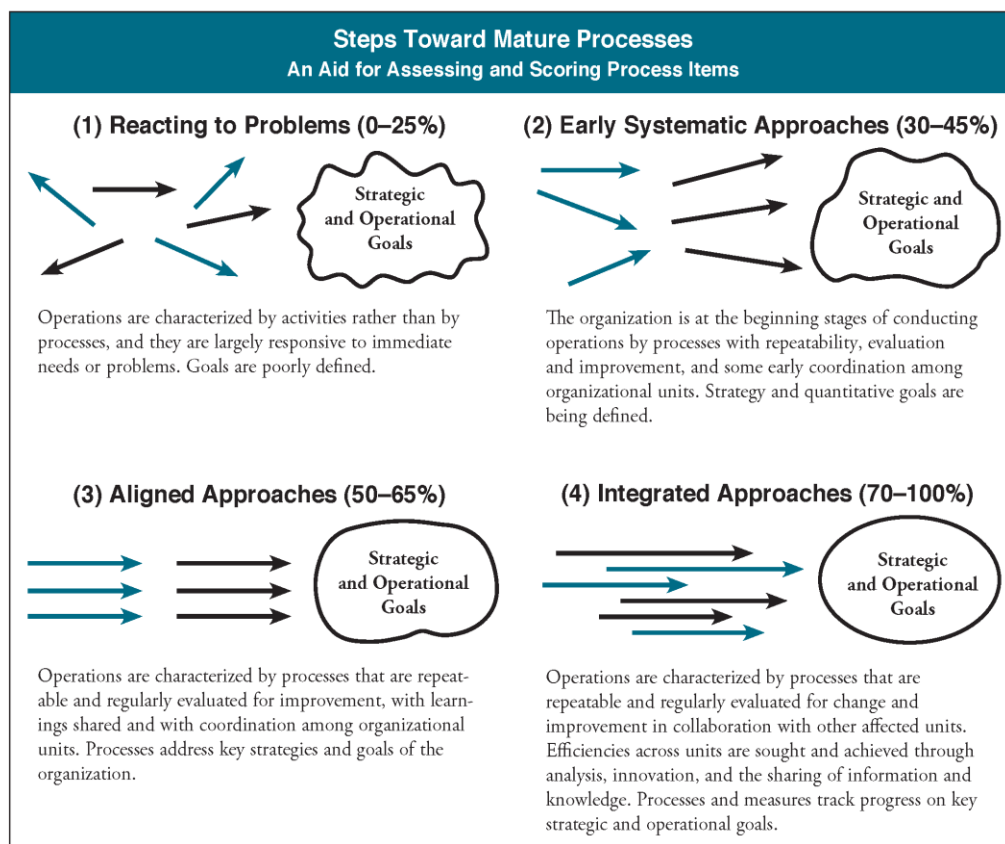 Steps Toward Mature Processes
An Aid for Assessing and Scoring Process Items
(1) Reacting to Problems (0–25%)
Strategic
and Operational
Goals
Operations are characterized by activities rather than by
processes, and they are largely responsive to immediate
needs or problems. Goals are poorly defined.
(2) Early Systematic Approaches (30–45%)
Strategic and
Operational
Goals
The organization is at the beginning stages of conducting
operations by processes with repeatability, evaluation
and improvement, and some early coordination among
organizational units. Strategy and quantitative goals are
being defined.
(3) Aligned Approaches (50–65%)
Strategic
and Operational
Goals
Operations are characterized by processes that are repeat-
able and regularly evaluated for improvement, with learn-
ings shared and with coordination among organizational
units. Processes address key strategies and goals of the
organization.
(4) Integrated Approaches (70–100%)
Strategic
and Operational
Goals
Operations are characterized by processes that are
repeatable and regularly evaluated for change and
improvement in collaboration with other affected units.
Efficiencies across units are sought and achieved through
analysis, innovation, and the sharing of information and
knowledge. Processes and measures track progress on key
strategic and operational goals.